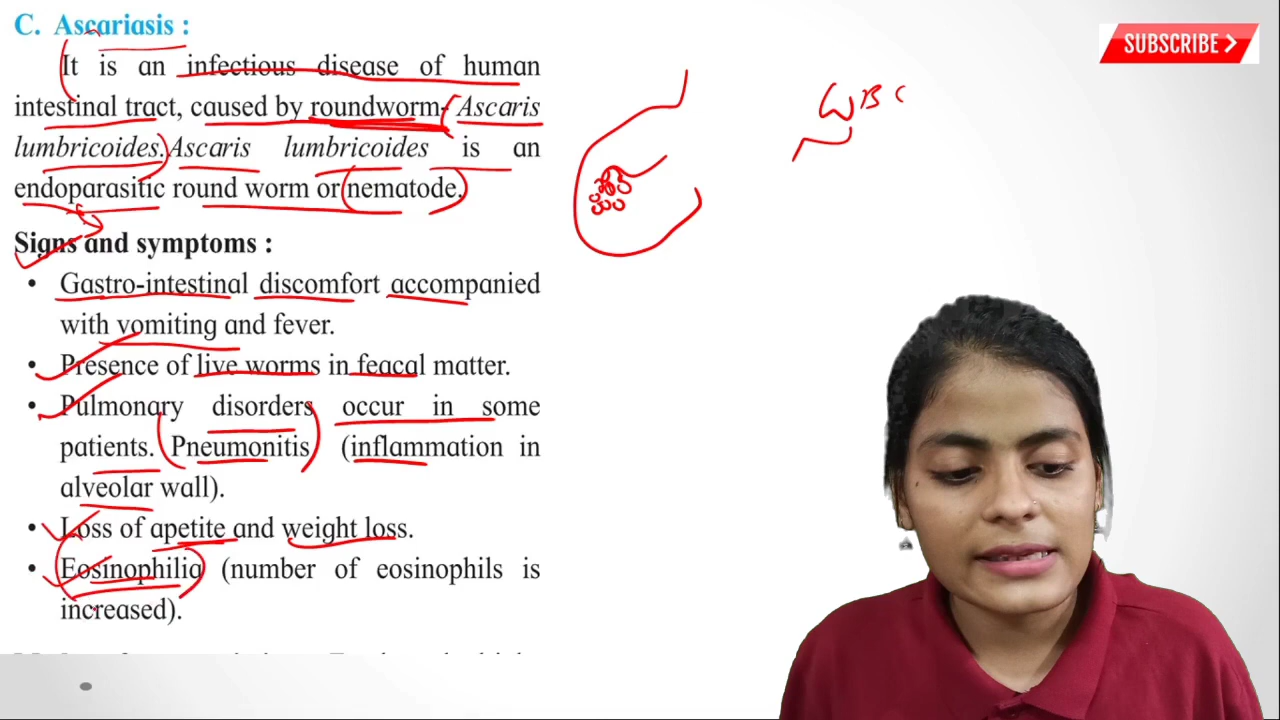 C. Ascariasis :
It is an infectious disease of human
intestinal tract, caused by roundworm- Ascaris
lumbricoides. Ascaris lumbricoides is an
endoparasitic round worm or nematode.
Signs and symptoms :
• Gastro-intestinal discomfort accompanied
with vomiting and fever.
• Presence of live worms in feacal matter.
• Pulmonary disorders occur in some
patients. Pneumonitis (inflammation in
alveolar wall).
• Loss of apetite and weight loss.
• Eosinophilia (number of eosinophils is
increased).
SUBSCRIBE >
WBC